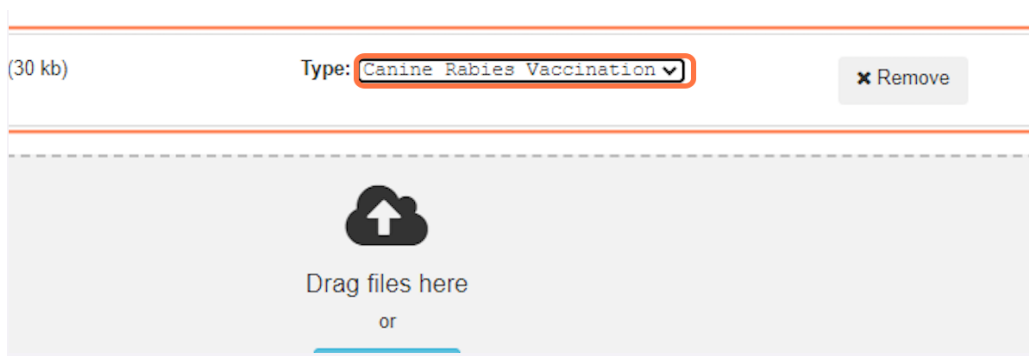 (30 kb) Type: Canine Rabies Vaccination ✖ Remove
Drag files here
or